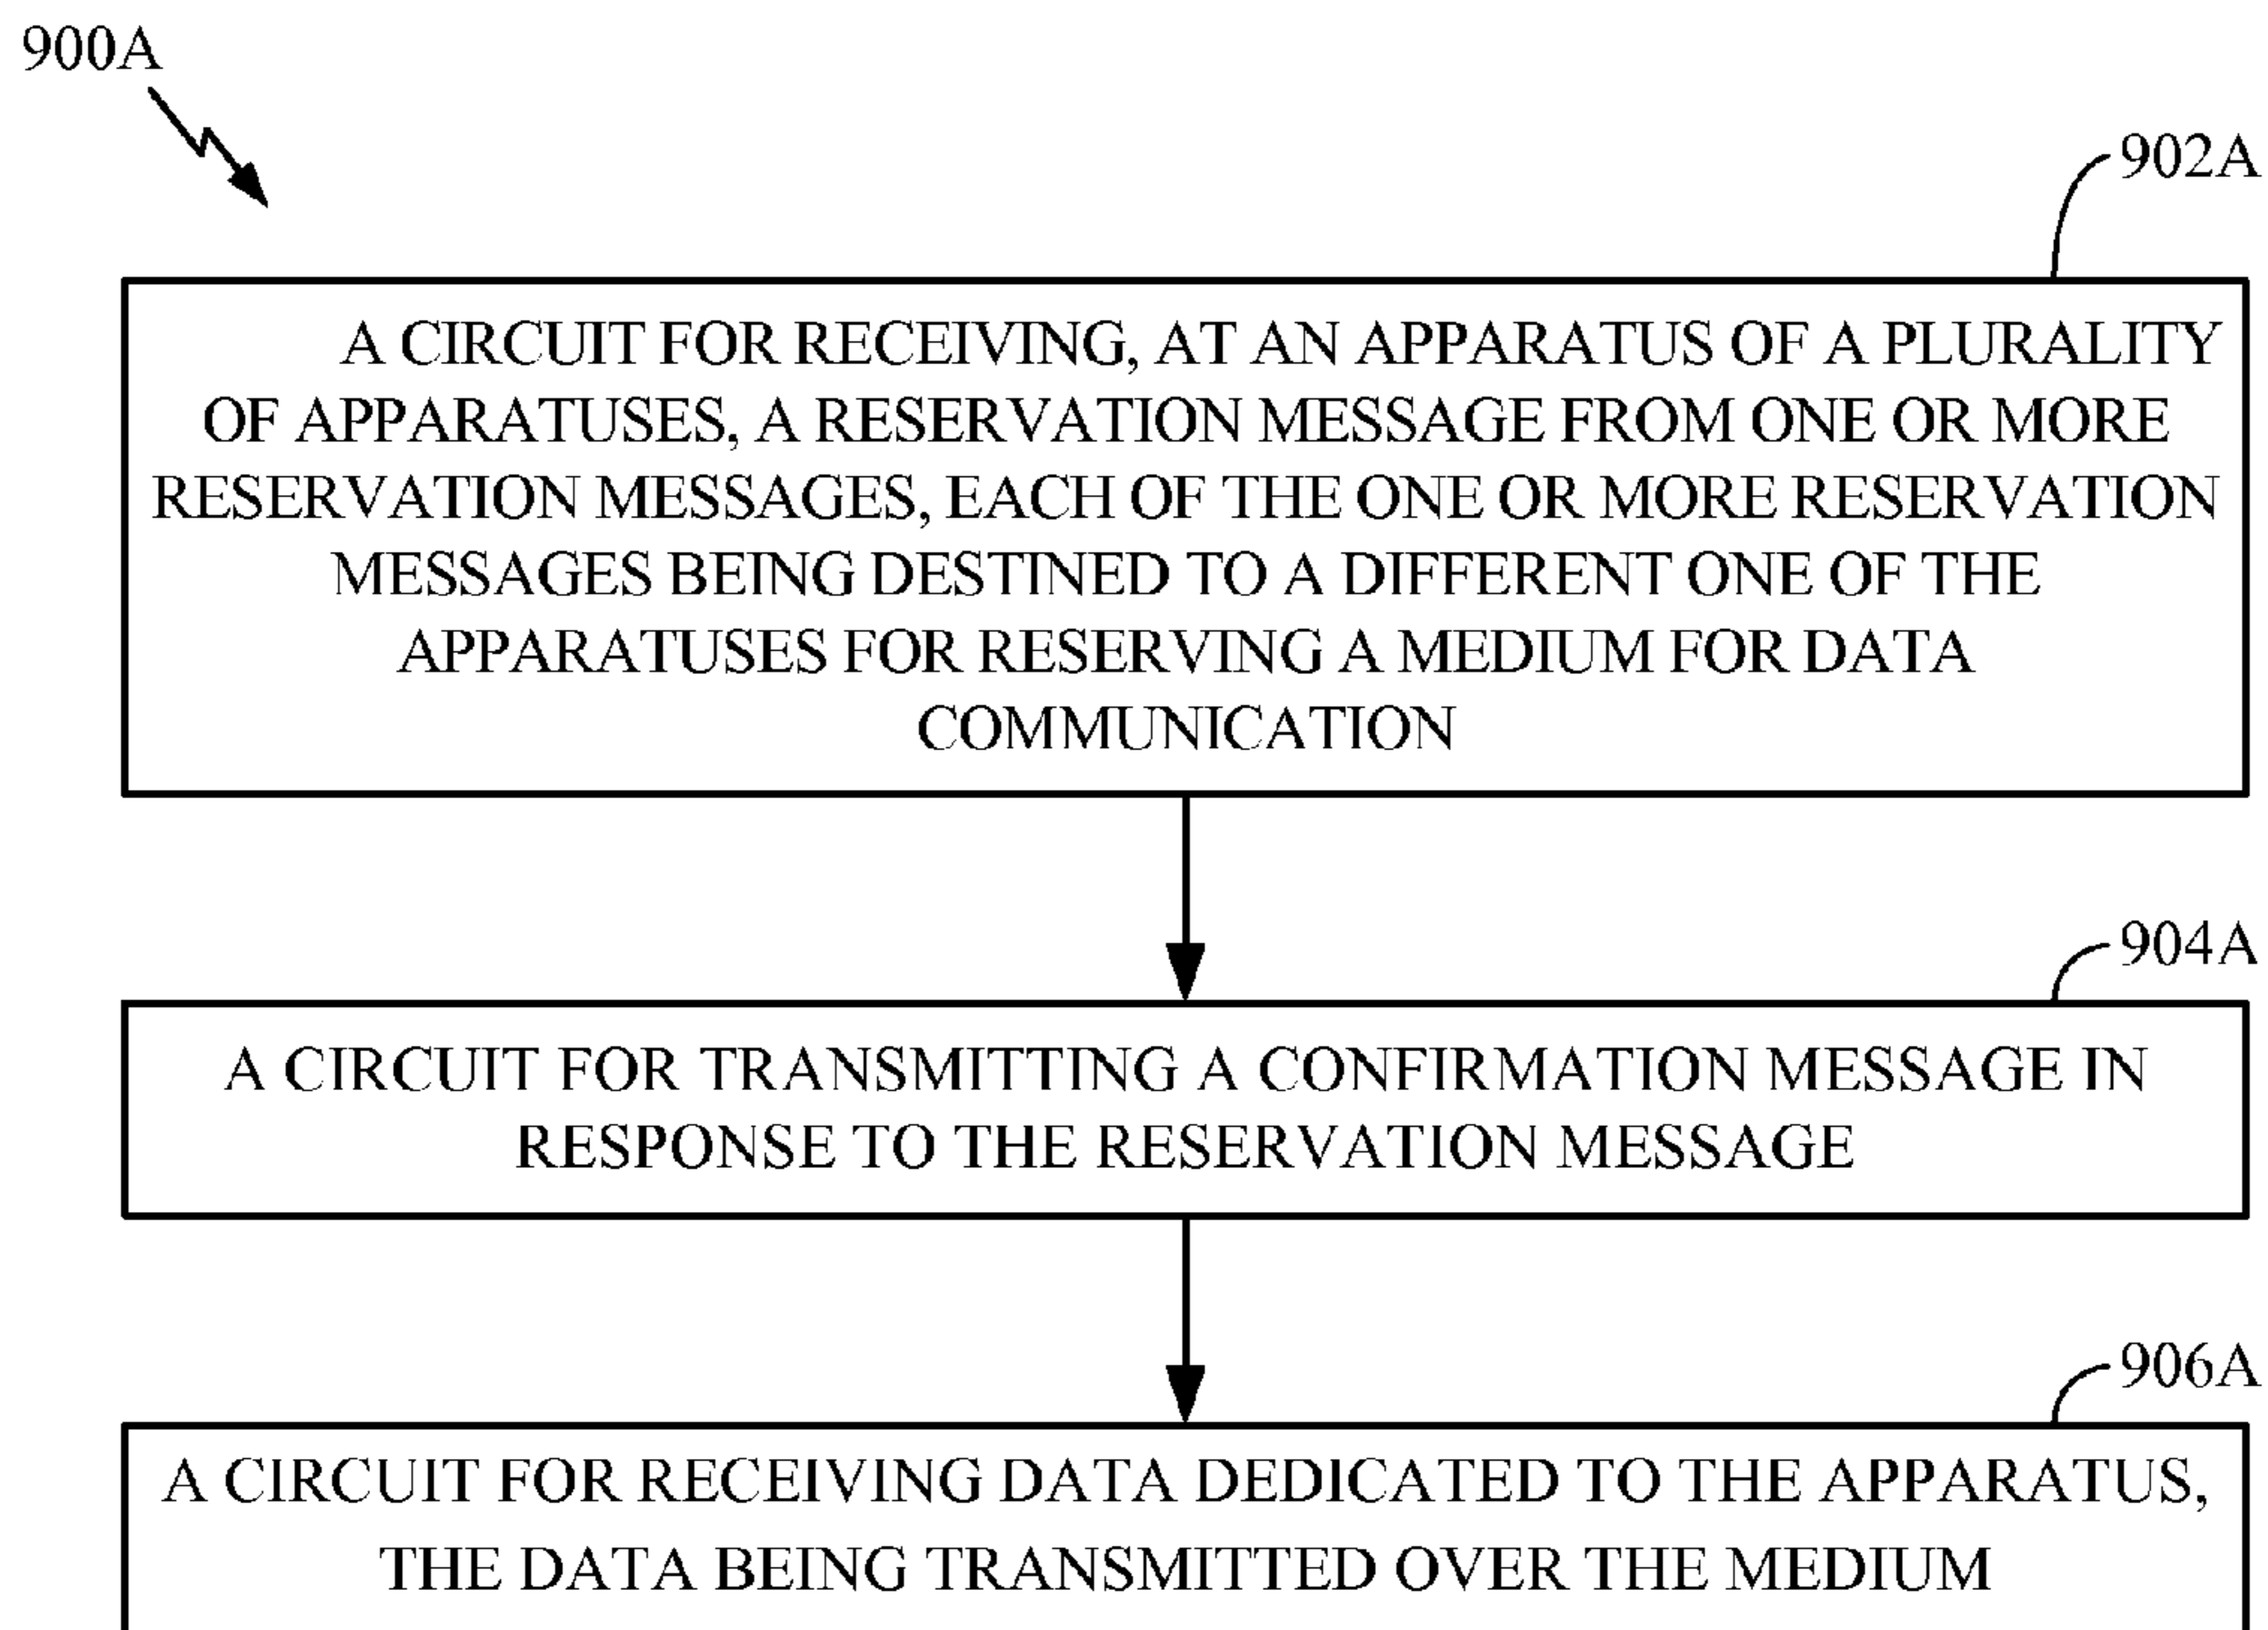 900A
902A
A CIRCUIT FOR RECEIVING, AT AN APPARATUS OF A PLURALITY
OF APPARATUSES, A RESERVATION MESSAGE FROM ONE OR MORE
RESERVATION MESSAGES, EACH OF THE ONE OR MORE RESERVATION
MESSAGES BEING DESTINED TO A DIFFERENT ONE OF THE
APPARATUSES FOR RESERVING A MEDIUM FOR DATA
COMMUNICATION
904A
A CIRCUIT FOR TRANSMITTING A CONFIRMATION MESSAGE IN
RESPONSE TO THE RESERVATION MESSAGE
906A
A CIRCUIT FOR RECEIVING DATA DEDICATED TO THE APPARATUS,
THE DATA BEING TRANSMITTED OVER THE MEDIUM